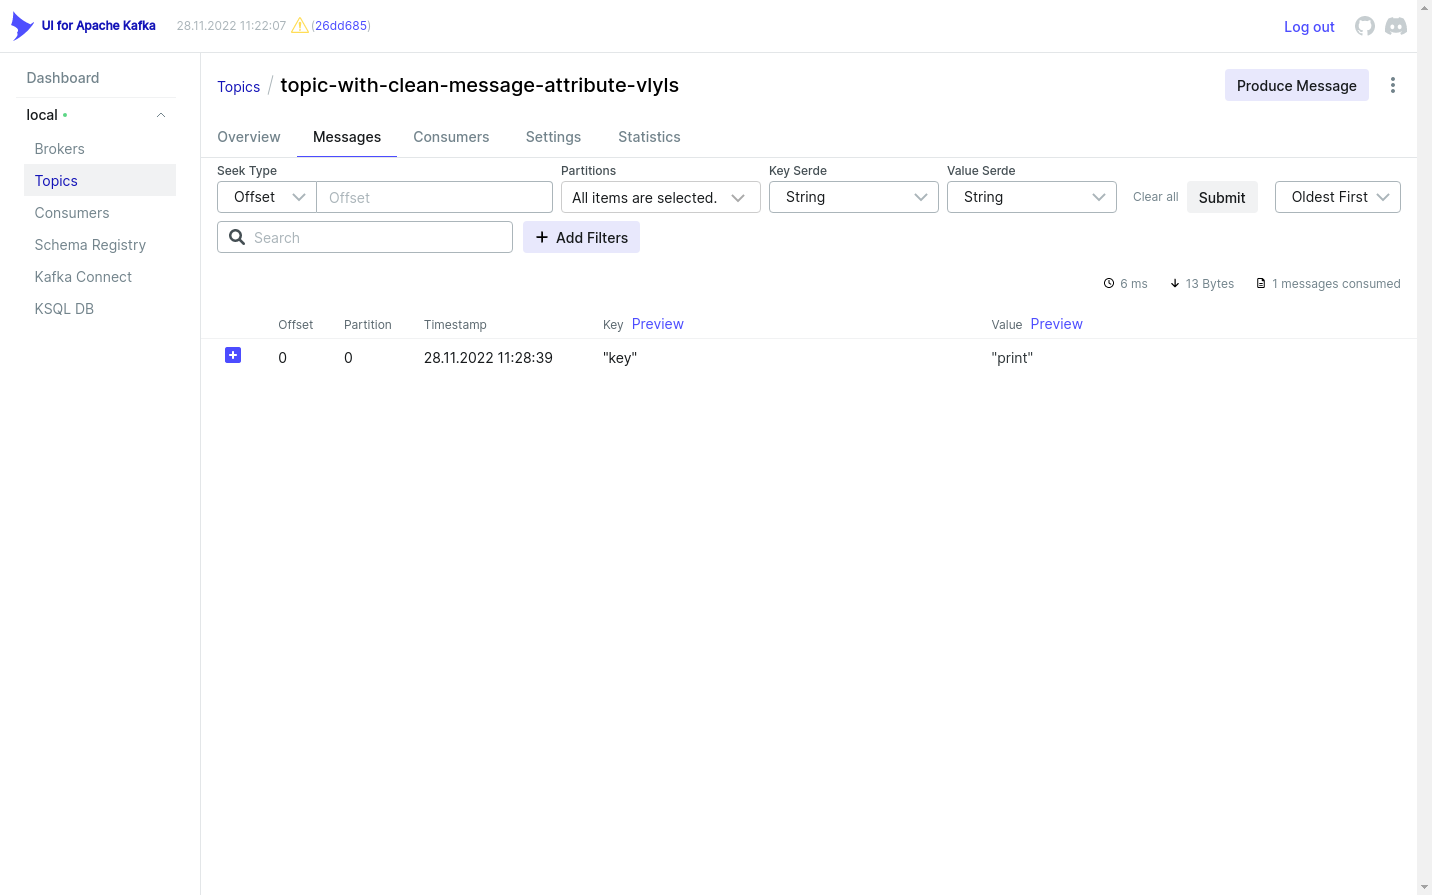 UI for Apache Kafka 28.11.2022 11:22:07 (26dd685) Log out
Dashboard
local
Brokers
Topics
Consumers
Schema Registry
Kafka Connect
KSQL DB
Topics / topic-with-clean-message-attribute-vlyls Produce Message
Overview Messages Consumers Settings Statistics
Seek Type Partitions Key Serde Value Serde
Offset Offset All items are selected. String String Clear all Submit Oldest First
Search Add Filters
6 ms 13 Bytes 1 messages consumed
Offset Partition Timestamp Key Preview Value Preview
0 0 28.11.2022 11:28:39 "key" "print"